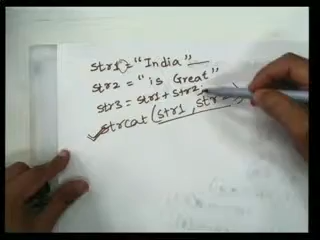 str1 = "India"
str2 = "is Great"
str3 = str1 + str2
strcat (str1, str